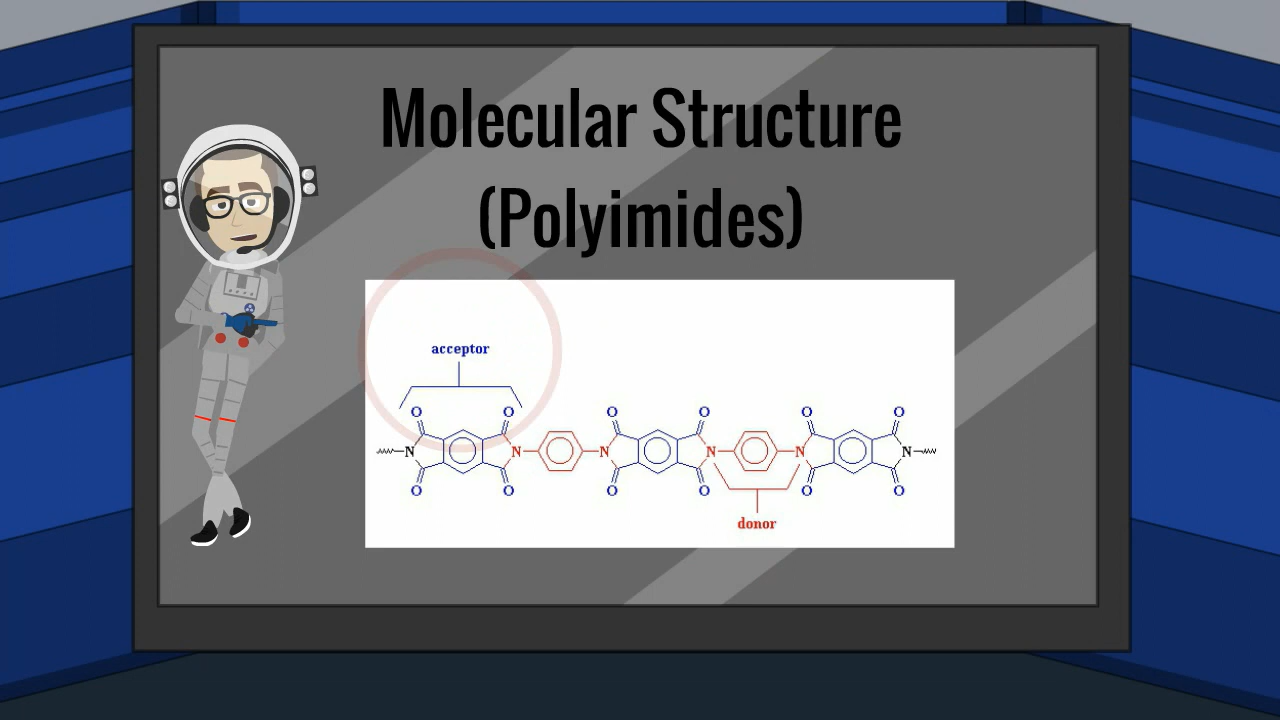 Molecular Structure
(Polyimides)
acceptor
O O O O O O
N N N N N N
O O O O O O
donor